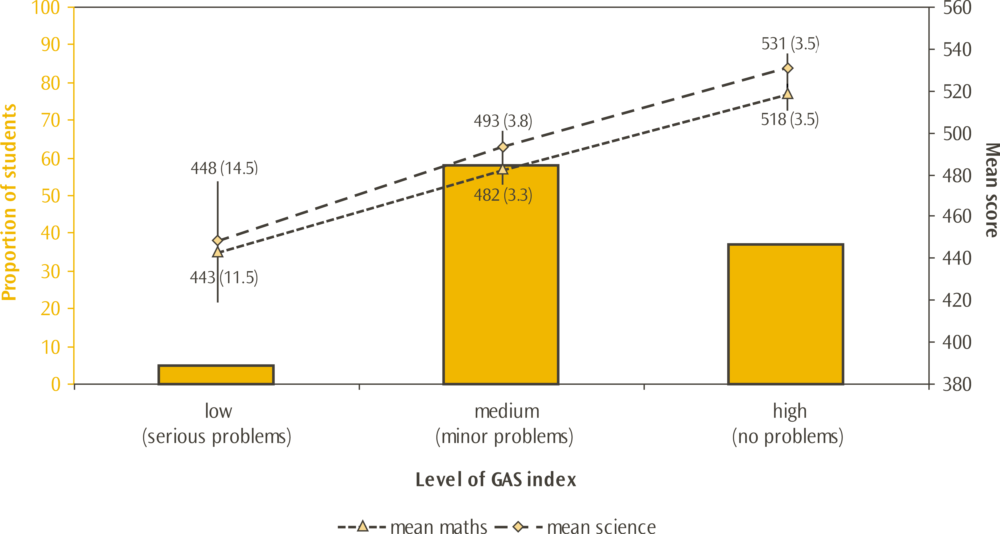 100
90
80
70
60
50
40
30
20
10
0
Proportion of students
560
540
520
500
480
460
440
420
400
380
Mean score
448 (14.5)
443 (11.5)
493 (3.8)
482 (3.3)
531 (3.5)
518 (3.5)
low
(serious problems)
medium
(minor problems)
high
(no problems)
Level of GAS index
mean maths
mean science